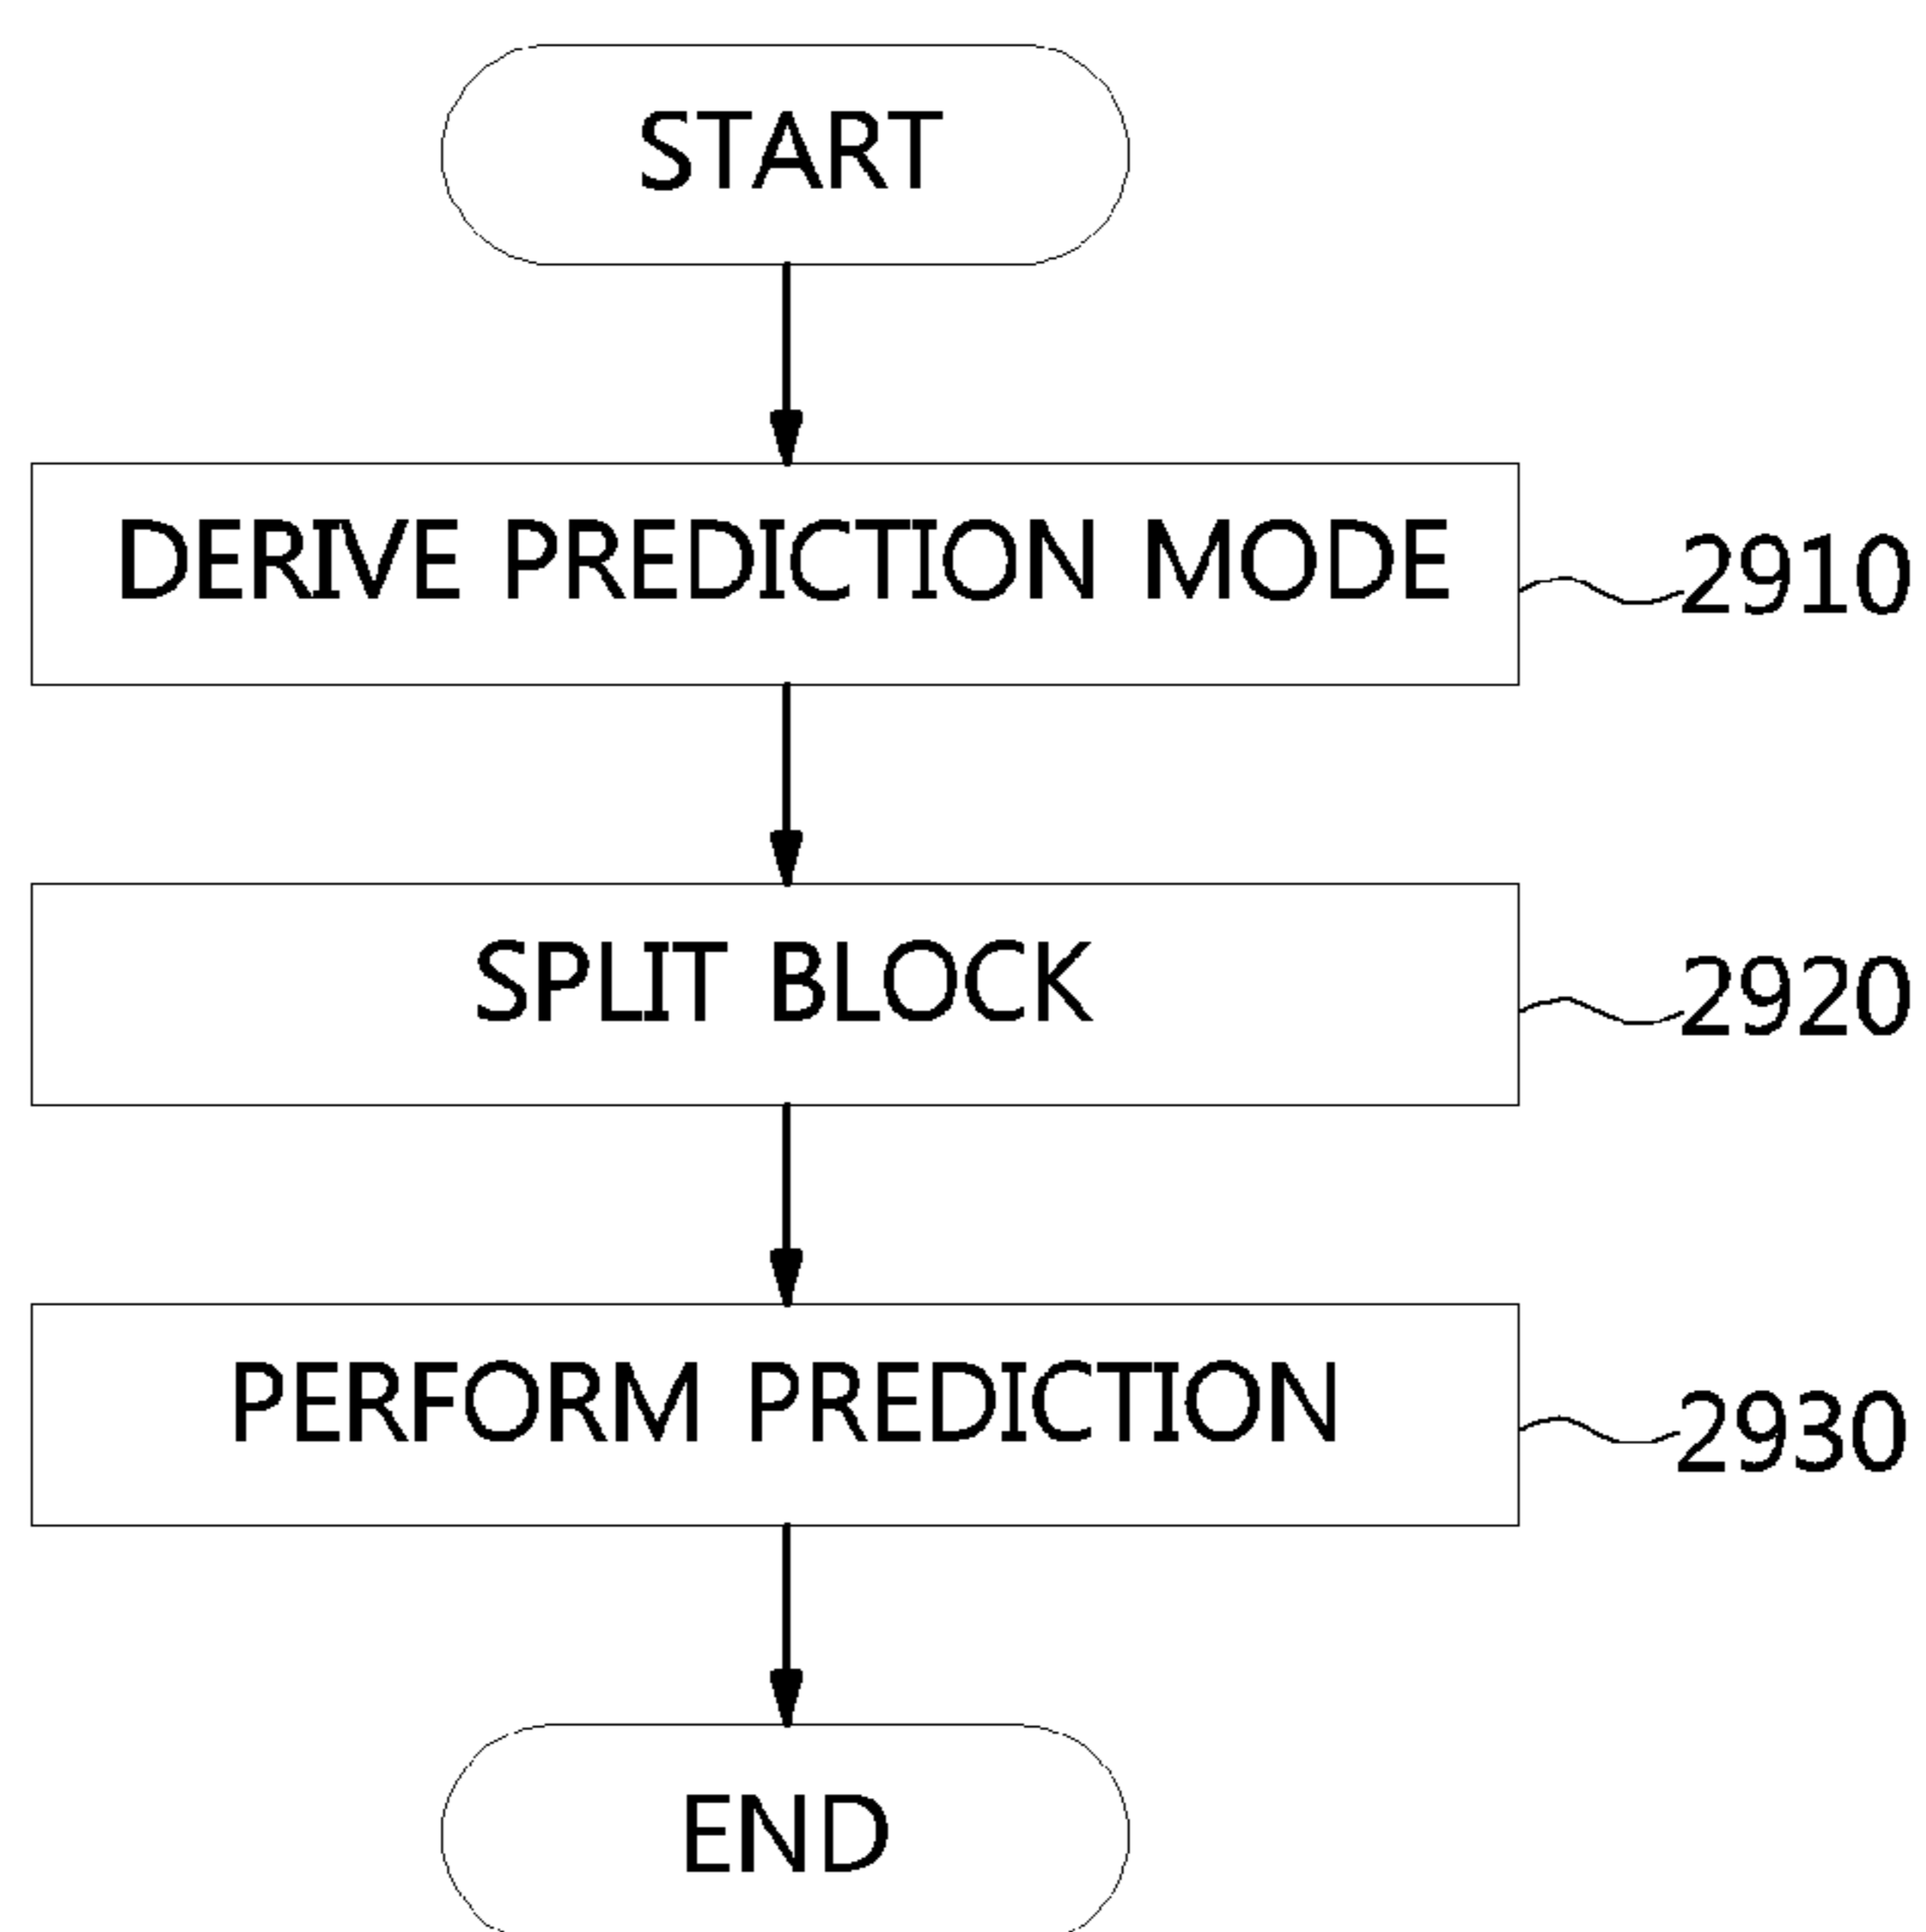 START
DERIVE PREDICTION MODE
2910
SPLIT BLOCK
2920
PERFORM PREDICTION
2930
END